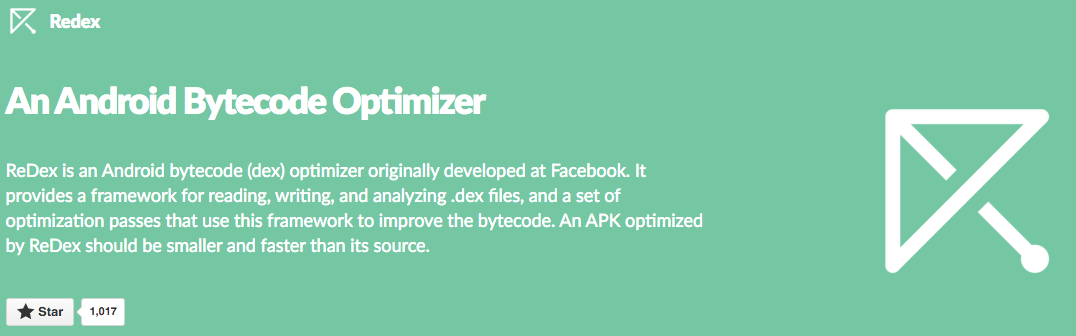 Redex
An Android Bytecode Optimizer
ReDex is an Android bytecode (dex) optimizer originally developed at Facebook. It
provides a framework for reading, writing, and analyzing .dex files, and a set of
optimization passes that use this framework to improve the bytecode. An APK optimized
by ReDex should be smaller and faster than its source.
Star 1,017